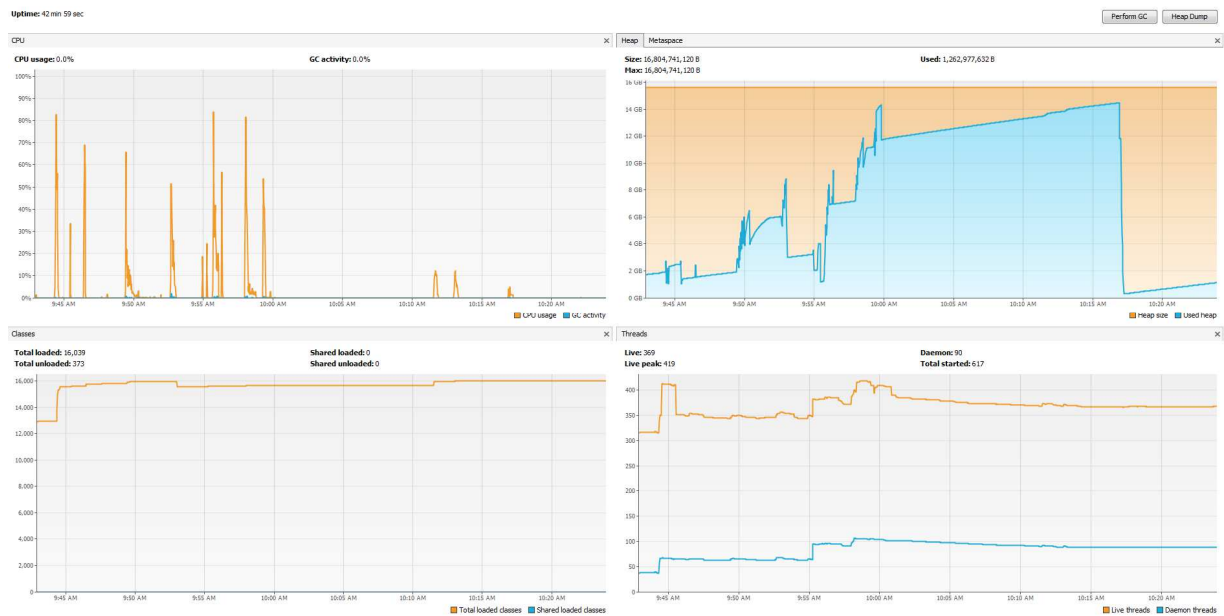 Uptime: 42 min 59 sec
Perform GC Heap Dump
CPU
CPU usage: 0.0% GC activity: 0.0%
100%
90%
80%
70%
60%
50%
40%
30%
20%
10%
0%
9:45 AM 9:50 AM 9:55 AM 10:00 AM 10:05 AM 10:10 AM 10:15 AM 10:20 AM
CPU usage GC activity
Heap Metaspace
Size: 16,804,741,120 B Used: 1,262,977,632 B
Max: 16,804,741,120 B
16 GB
14 GB
12 GB
10 GB
8 GB
6 GB
4 GB
2 GB
0 GB
9:45 AM 9:50 AM 9:55 AM 10:00 AM 10:05 AM 10:10 AM 10:15 AM 10:20 AM
Heap size Used heap
Classes
Total loaded: 16,039 Shared loaded: 0
Total unloaded: 373 Shared unloaded: 0
16,000
14,000
12,000
10,000
8,000
6,000
4,000
2,000
0
9:45 AM 9:50 AM 9:55 AM 10:00 AM 10:05 AM 10:10 AM 10:15 AM 10:20 AM
Total loaded classes Shared loaded classes
Threads
Live: 369 Daemon: 90
Live peak: 419 Total started: 617
400
350
300
250
200
150
100
50
0
9:45 AM 9:50 AM 9:55 AM 10:00 AM 10:05 AM 10:10 AM 10:15 AM 10:20 AM
Live threads Daemon threads